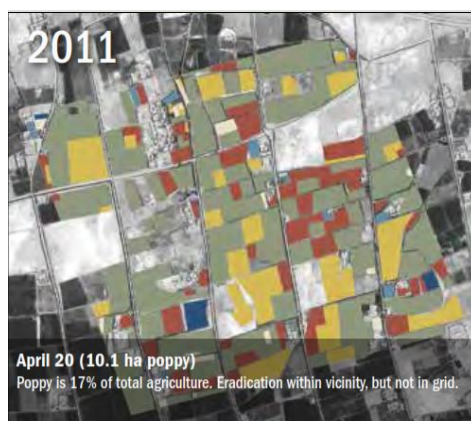 2011
April 20 (10.1 ha poppy)
Poppy is 17% of total agriculture. Eradication within vicinity, but not in grid.